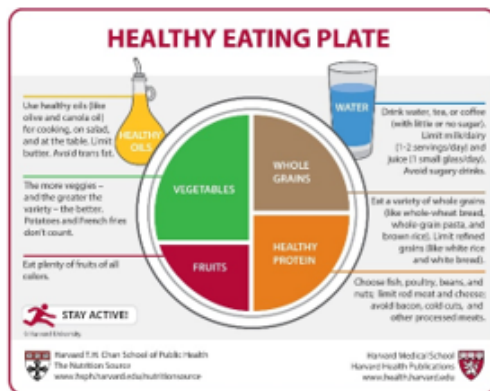 HEALTHY EATING PLATE
Use healthy oils (like
olive and canola oil)
for cooking, on salad,
and at the table. Limit
butter. Avoid trans fat.
HEALTHY
OILS
WATER
Drink water, tea, or coffee
(with little or no sugar).
Limit milk/dairy
(1-2 servings/day) and
juice (1 small glass/day).
Avoid sugary drinks.
The more veggies –
and the greater the
variety – the better.
Potatoes and French fries
don't count.
VEGETABLES
WHOLE
GRAINS
Eat a variety of whole grains
(like whole-wheat bread,
whole-grain pasta, and
brown rice). Limit refined
grains (like white rice
and white bread).
Eat plenty of fruits of all
colors.
FRUITS
HEALTHY
PROTEIN
Choose fish, poultry, beans, and
nuts; limit red meat and cheese;
avoid bacon, cold cuts, and
other processed meats.
STAY ACTIVE!
© Harvard University
Harvard T.H. Chan School of Public Health
The Nutrition Source
www.hsph.harvard.edu/nutritionsource
Harvard Medical School
Harvard Health Publications
www.health.harvard.edu